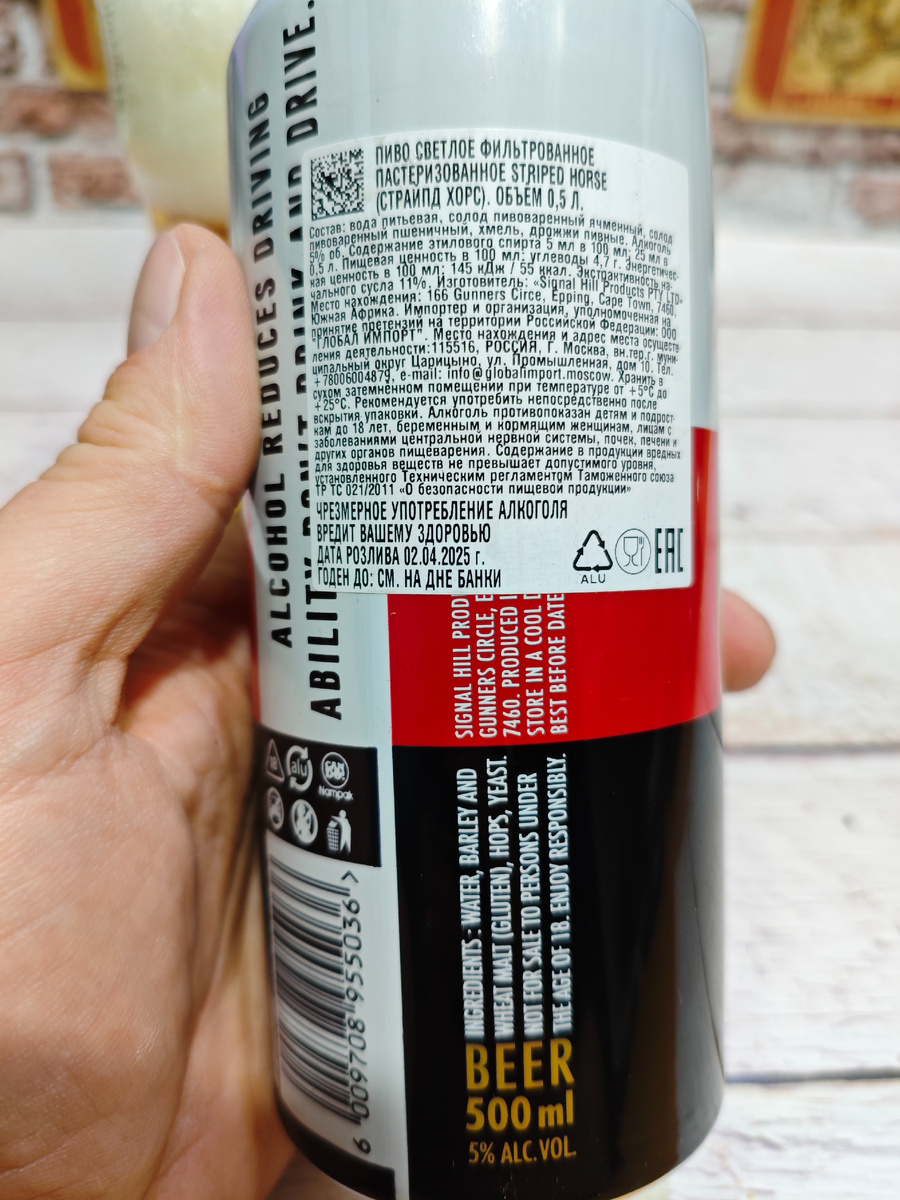 ALCOHOL REDUCES DRIVING
ABILITY DON'T DRINK AND DRIVE.
ПИВО СВЕТЛОЕ ФИЛЬТРОВАННОЕ
ПАСТЕРИЗОВАННОЕ STRIPED HORSE
(СТРАЙПД ХОРС). ОБЪЕМ 0,5 Л.
Состав: вода питьевая, солод пивоваренный ячменный, солод
пивоваренный пшеничный, хмель, дрожжи пивные. Алкоголь
5% об. Содержание этилового спирта 5 мл в 100 мл; 25 мл в
0,5 л. Пищевая ценность в 100 мл: углеводы 4,7 г. Энергетичес-
кая ценность в 100 мл: 145 кДж / 55 ккал. Экстрактивность на-
чального сусла 11%. Изготовитель: «Signal Hill Products PTY LTD»
Место нахождения: 166 Gunners Circe, Epping, Cape Town, 7460,
Южная Африка. Импортер и организация, уполномоченная на
принятие претензий на территории Российской Федерации: ООО
"ГЛОБАЛ ИМПОРТ". Место нахождения и адрес места осущест-
вления деятельности:115516, РОССИЯ, Г. Москва, вн.тер.г. муни-
ципальный округ Царицыно, ул. Промышленная, дом 10. Тел.
+78006004879, e-mail: info@globalimport.moscow. Хранить в
сухом затемненном помещении при температуре от +5°С до
+25°С. Рекомендуется употребить непосредственно после
вскрытия упаковки. Алкоголь противопоказан детям и подрост-
кам до 18 лет, беременным и кормящим женщинам, лицам с
заболеваниями центральной нервной системы, почек, печени и
других органов пищеварения. Содержание в продукции вредных
для здоровья веществ не превышает допустимого уровня,
установленного Техническим регламентом Таможенного союза
ТР ТС 021/2011 «О безопасности пищевой продукции»
ЧРЕЗМЕРНОЕ УПОТРЕБЛЕНИЕ АЛКОГОЛЯ
ВРЕДИТ ВАШЕМУ ЗДОРОВЬЮ
ДАТА РОЗЛИВА 02.04.2025 г.
ГОДЕН ДО: СМ. НА ДНЕ БАНКИ
ALU
EAC
SIGNAL HILL PROD
GUNNERS CIRCLE, E
7460. PRODUCED I
STORE IN A COOL D
BEST BEFORE DATE
18
alu
CAN DO!
Nampak
INGREDIENTS - WATER, BARLEY AND
WHEAT MALT (GLUTEN), HOPS, YEAST.
NOT FOR SALE TO PERSONS UNDER
THE AGE OF 18. ENJOY RESPONSIBLY.
6 009708 955036 >
BEER
500 ml
5% ALC. VOL.